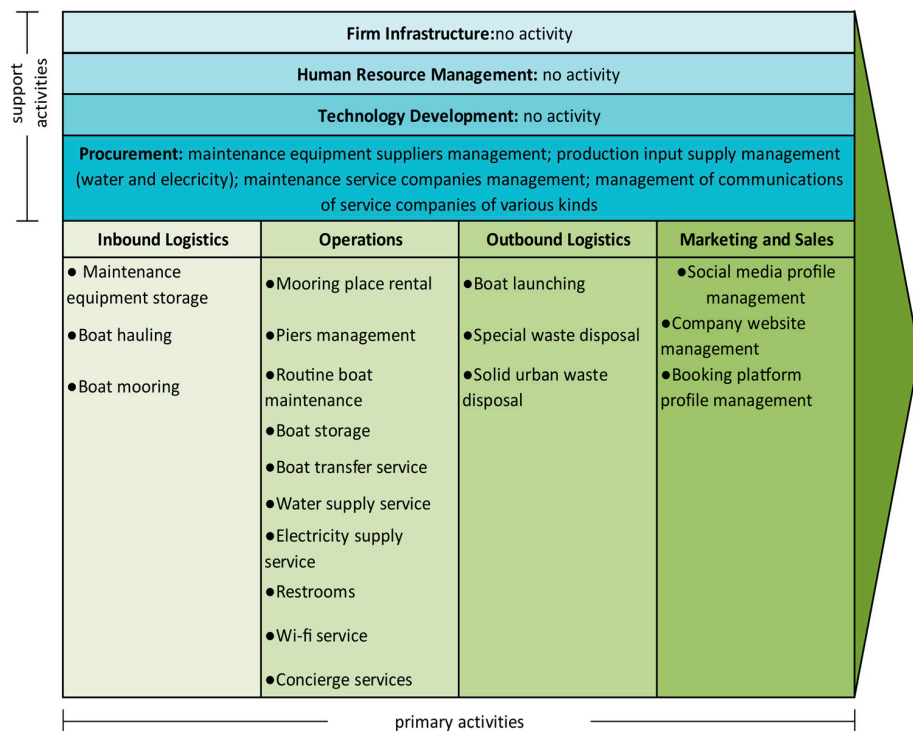 support
activities
Firm Infrastructure:no activity
Human Resource Management: no activity
Technology Development: no activity
Procurement: maintenance equipment suppliers management; production input supply management
(water and elecricity); maintenance service companies management; management of communications
of service companies of various kinds
Inbound Logistics
● Maintenance
equipment storage
●Boat hauling
●Boat mooring
Operations
●Mooring place rental
●Piers management
●Routine boat
maintenance
●Boat storage
●Boat transfer service
●Water supply service
●Electricity supply
service
●Restrooms
●Wi-fi service
●Concierge services
Outbound Logistics
●Boat launching
●Special waste disposal
●Solid urban waste
disposal
Marketing and Sales
●Social media profile
management
●Company website
management
●Booking platform
profile management
primary activities